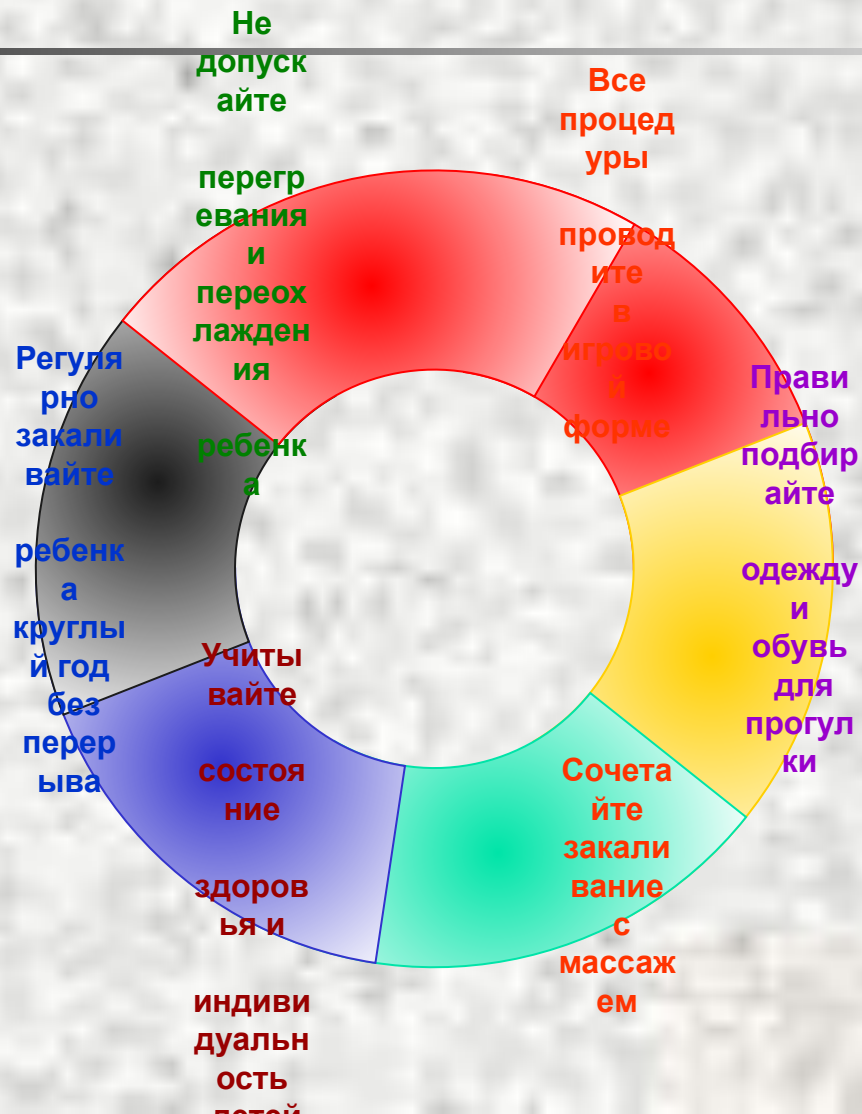 Не
допуск
айте
перегр
евания
и
переох
лажден
ия
ребенк
а
Все
процед
уры
провод
ите
в
игрово
й
форме
Прави
льно
подбир
айте
одежду
и
обувь
для
прогул
ки
Сочета
йте
закали
вание
с
массаж
ем
Учиты
вайте
состоя
ние
здоров
ья и
индиви
дуальн
ость
детей
Регуля
рно
закали
вайте
ребенк
а
круглы
й год
без
перер
ыва